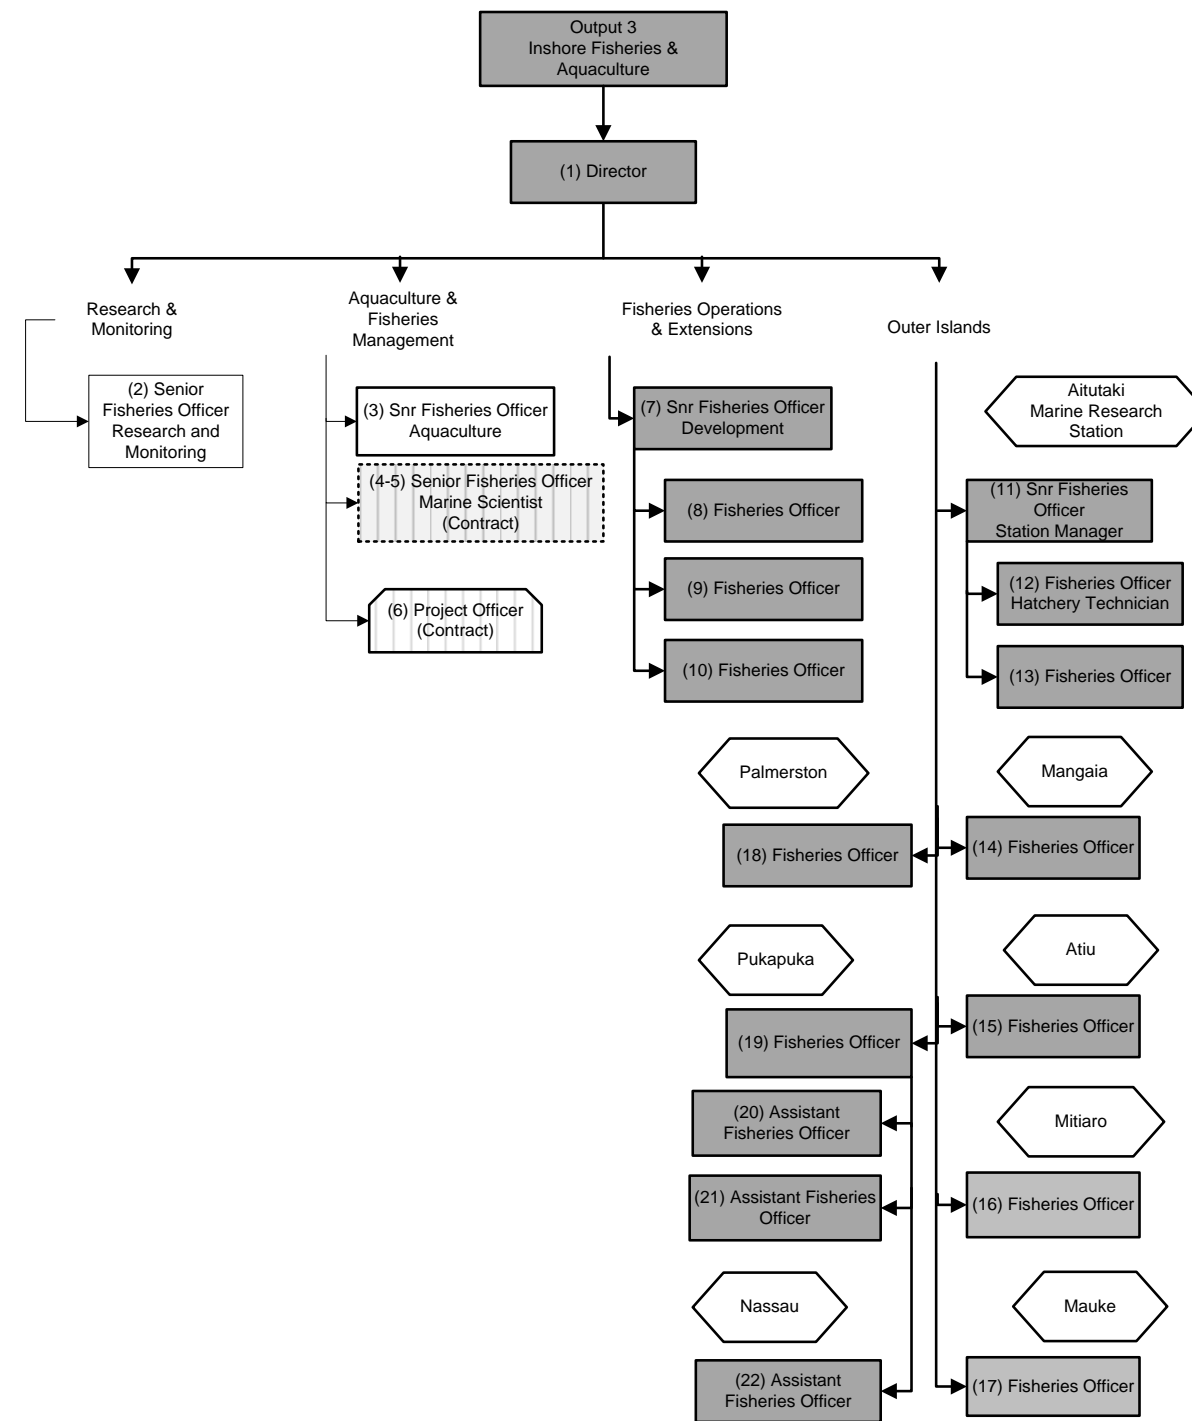 Output 3
Inshore Fisheries &
Aquaculture
(1) Director
Research &
Monitoring
(2) Senior
Fisheries Officer
Research and
Monitoring
Aquaculture &
Fisheries
Management
(3) Snr Fisheries Officer
Aquaculture
(4-5) Senior Fisheries Officer
Marine Scientist
(Contract)
(6) Project Officer
(Contract)
Fisheries Operations
& Extensions
(7) Snr Fisheries Officer
Development
(8) Fisheries Officer
(9) Fisheries Officer
(10) Fisheries Officer
Outer Islands
Aitutaki
Marine Research
Station
(11) Snr Fisheries
Officer
Station Manager
(12) Fisheries Officer
Hatchery Technician
(13) Fisheries Officer
Mangaia
(14) Fisheries Officer
Atiu
(15) Fisheries Officer
Mitiaro
(16) Fisheries Officer
Mauke
(17) Fisheries Officer
Palmerston
(18) Fisheries Officer
Pukapuka
(19) Fisheries Officer
(20) Assistant
Fisheries Officer
(21) Assistant Fisheries
Officer
Nassau
(22) Assistant
Fisheries Officer